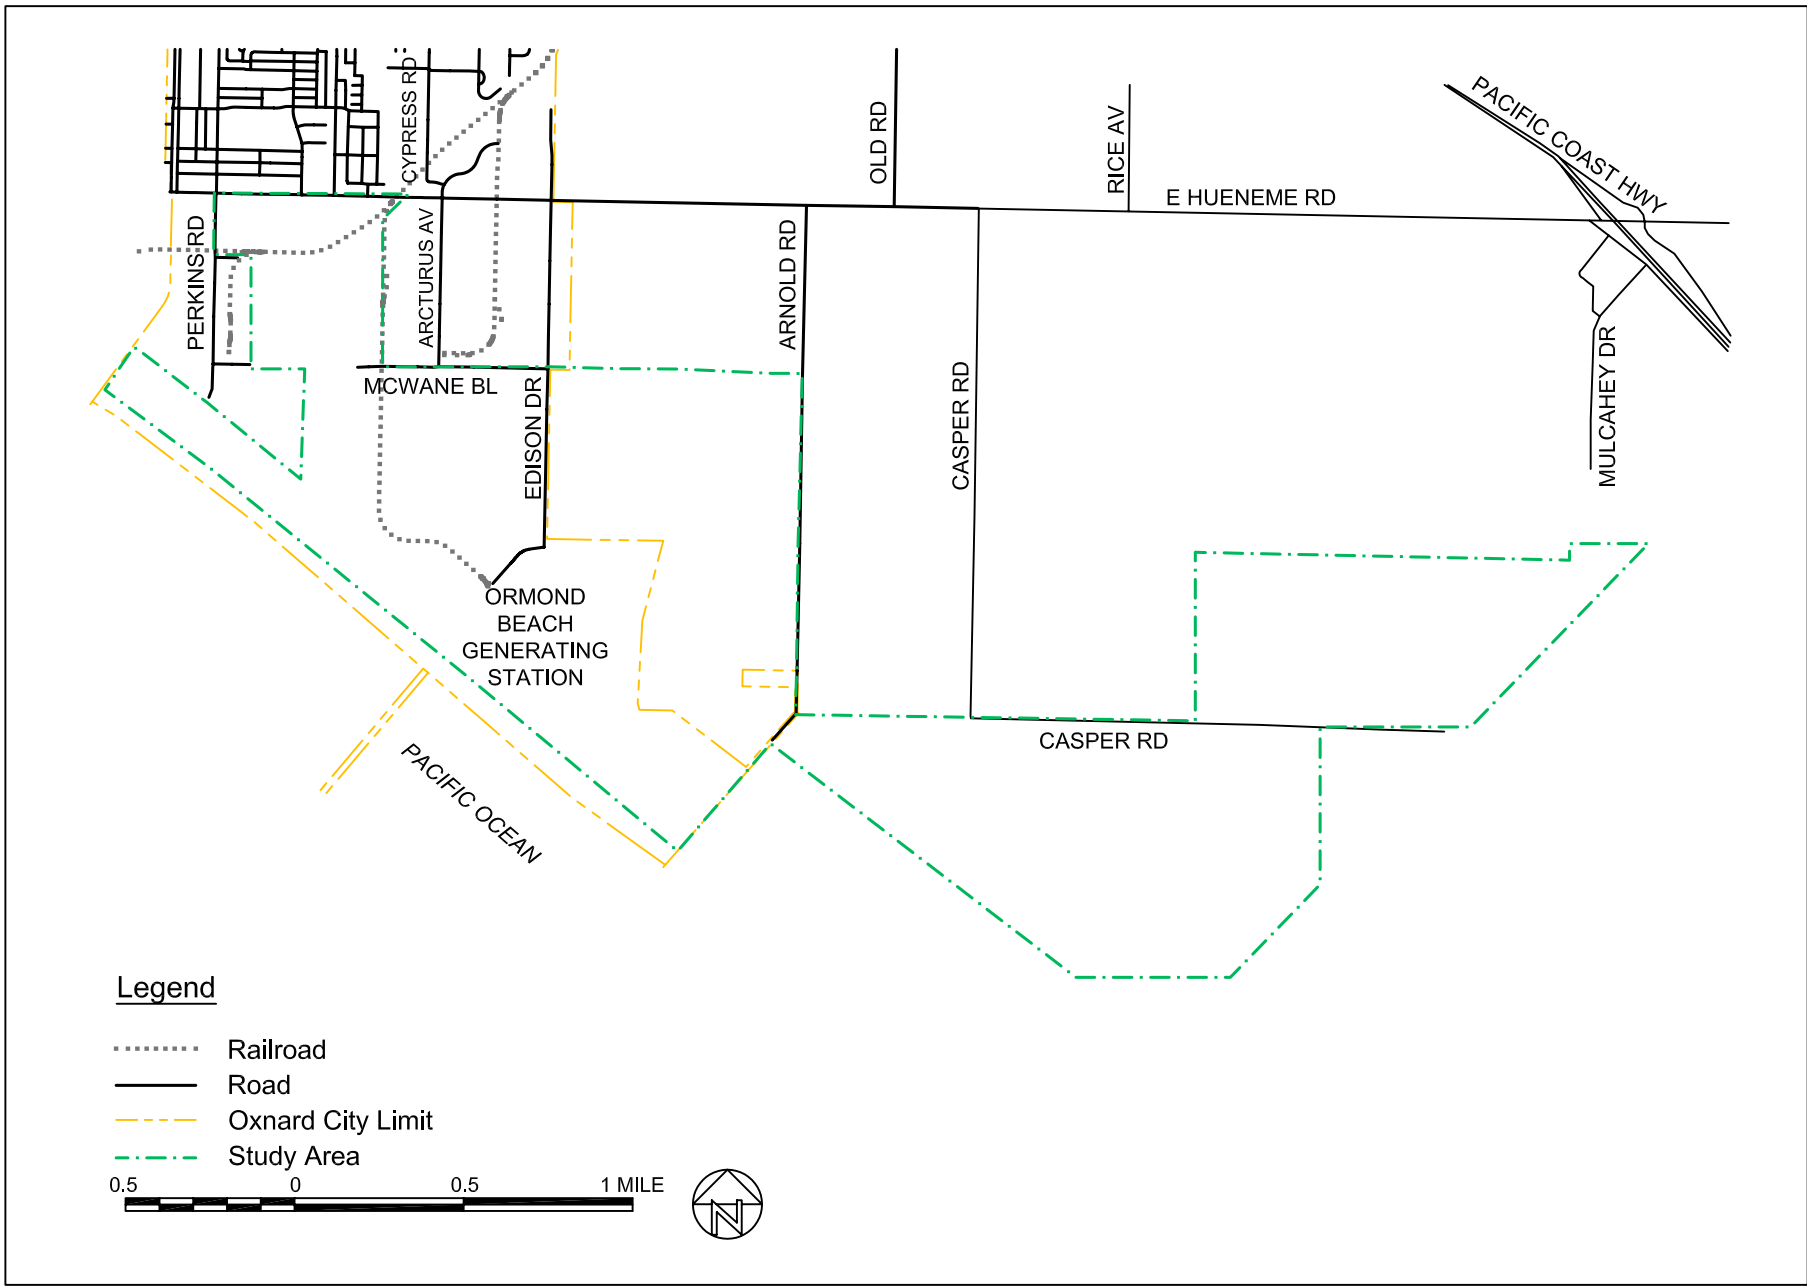 CYPRESS RD
OLD RD
RICE AV
PACIFIC COAST HWY
E HUENEME RD
PERKINS RD
ARCTURUS AV
ARNOLD RD
MCWANE BL
EDISON DR
CASPER RD
MULCAHEY DR
ORMOND
BEACH
GENERATING
STATION
CASPER RD
PACIFIC OCEAN
Legend
Railroad
Road
Oxnard City Limit
Study Area
0.5 0 0.5 1 MILE
N